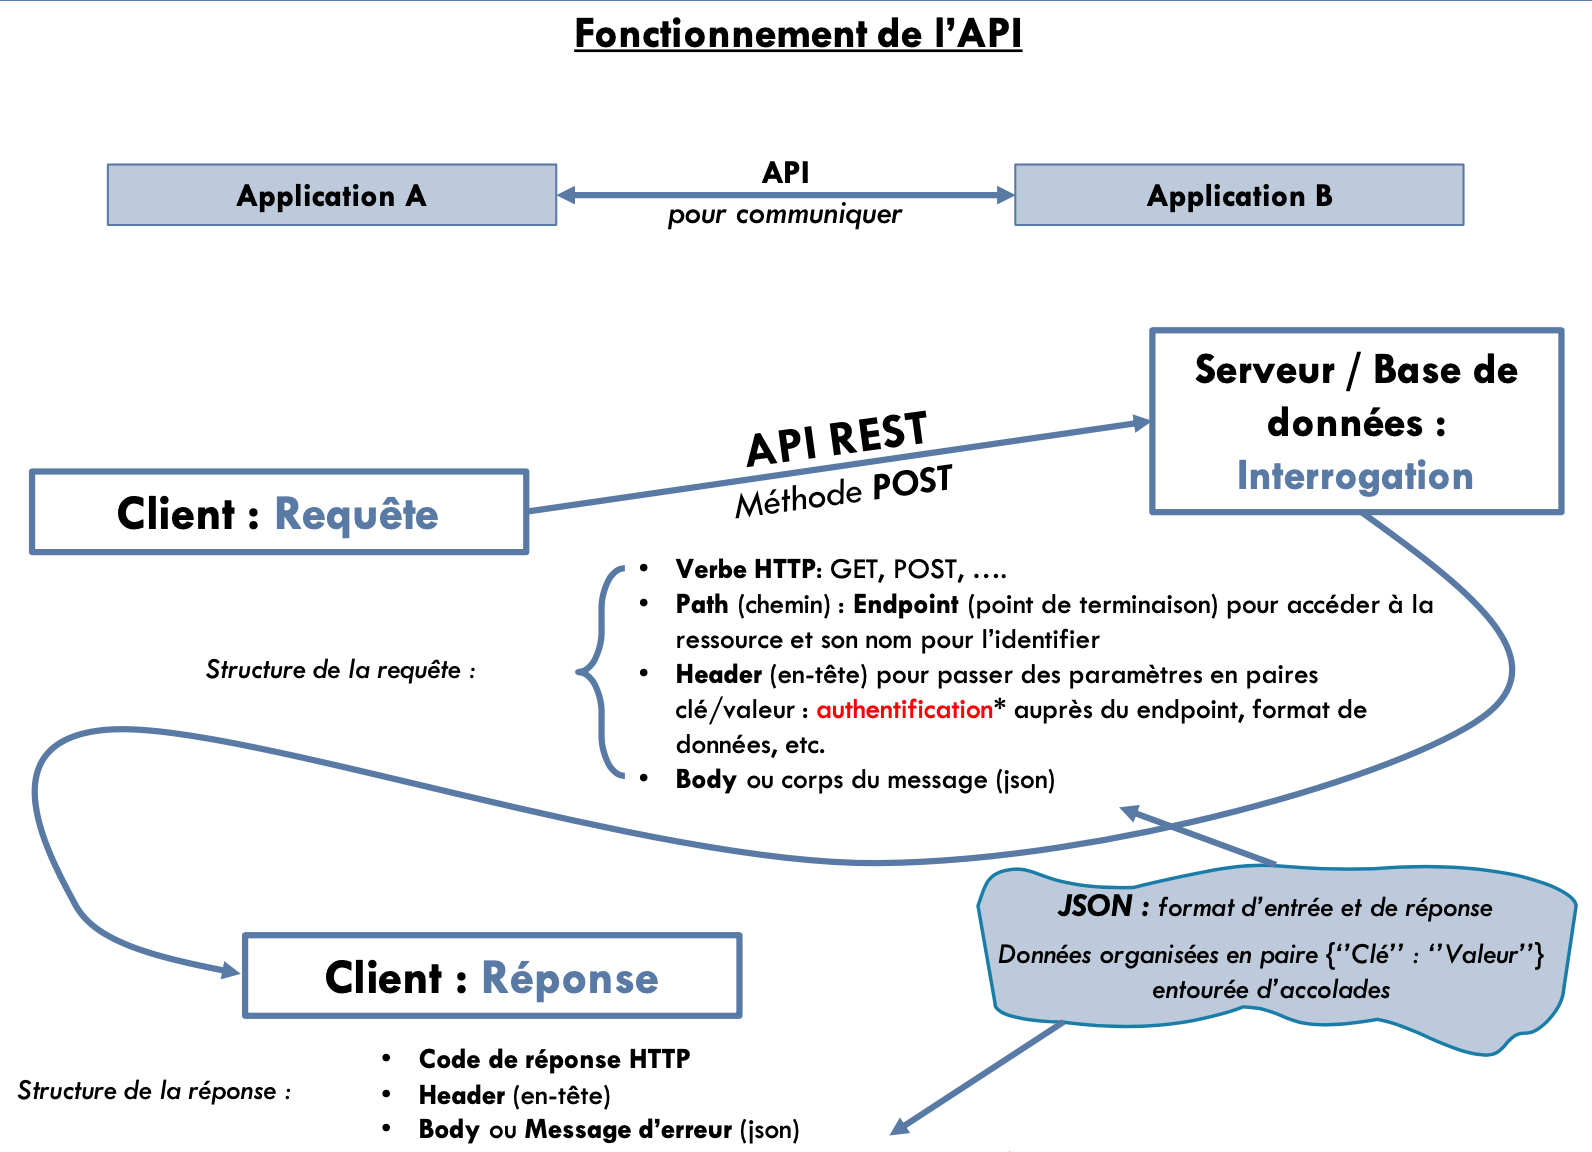 Fonctionnement de l’API
Application A
API
pour communiquer
Application B
Serveur / Base de
données :
Interrogation
API REST
Méthode POST
Client : Requête
• Verbe HTTP: GET, POST, ….
• Path (chemin) : Endpoint (point de terminaison) pour accéder à la
ressource et son nom pour l’identifier
Structure de la requête :
• Header (en-tête) pour passer des paramètres en paires
clé/valeur : authentification* auprès du endpoint, format de
données, etc.
• Body ou corps du message (json)
JSON : format d’entrée et de réponse
Données organisées en paire {‘’Clé’’ : ‘’Valeur’’}
entourée d’accolades
Client : Réponse
Structure de la réponse :
• Code de réponse HTTP
• Header (en-tête)
• Body ou Message d’erreur (json)